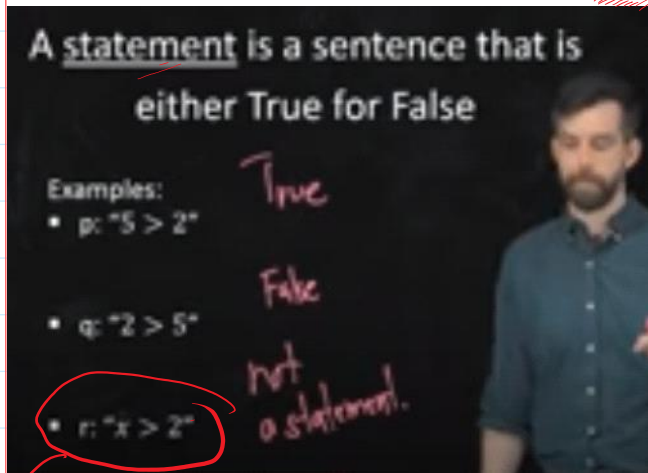 A statement is a sentence that is
either True for False
True
Examples:
• p: "5 > 2"
False
• q: "2 > 5"
not
a statement.
• r: "x > 2"